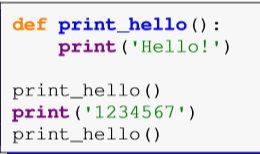 def print_hello():
    print('Hello!')

print_hello()
print('1234567')
print_hello()